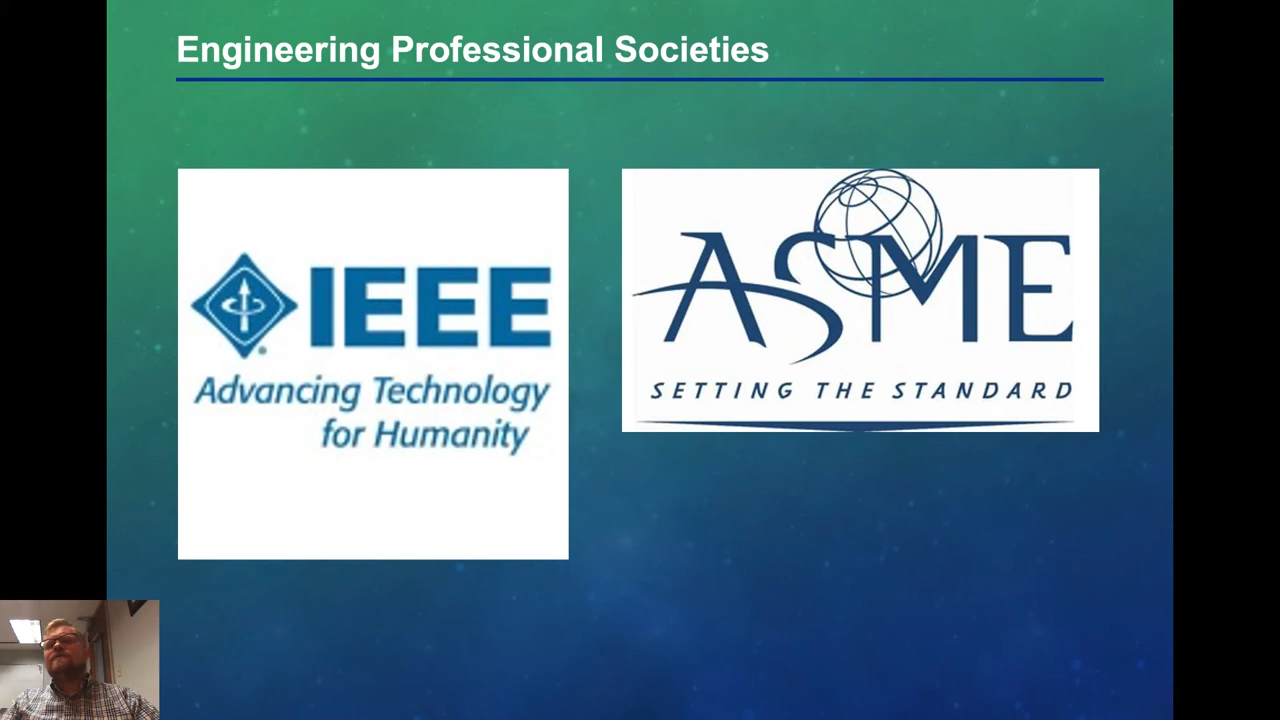 Engineering Professional Societies
IEEE
Advancing Technology
for Humanity
ASME
SETTING THE STANDARD